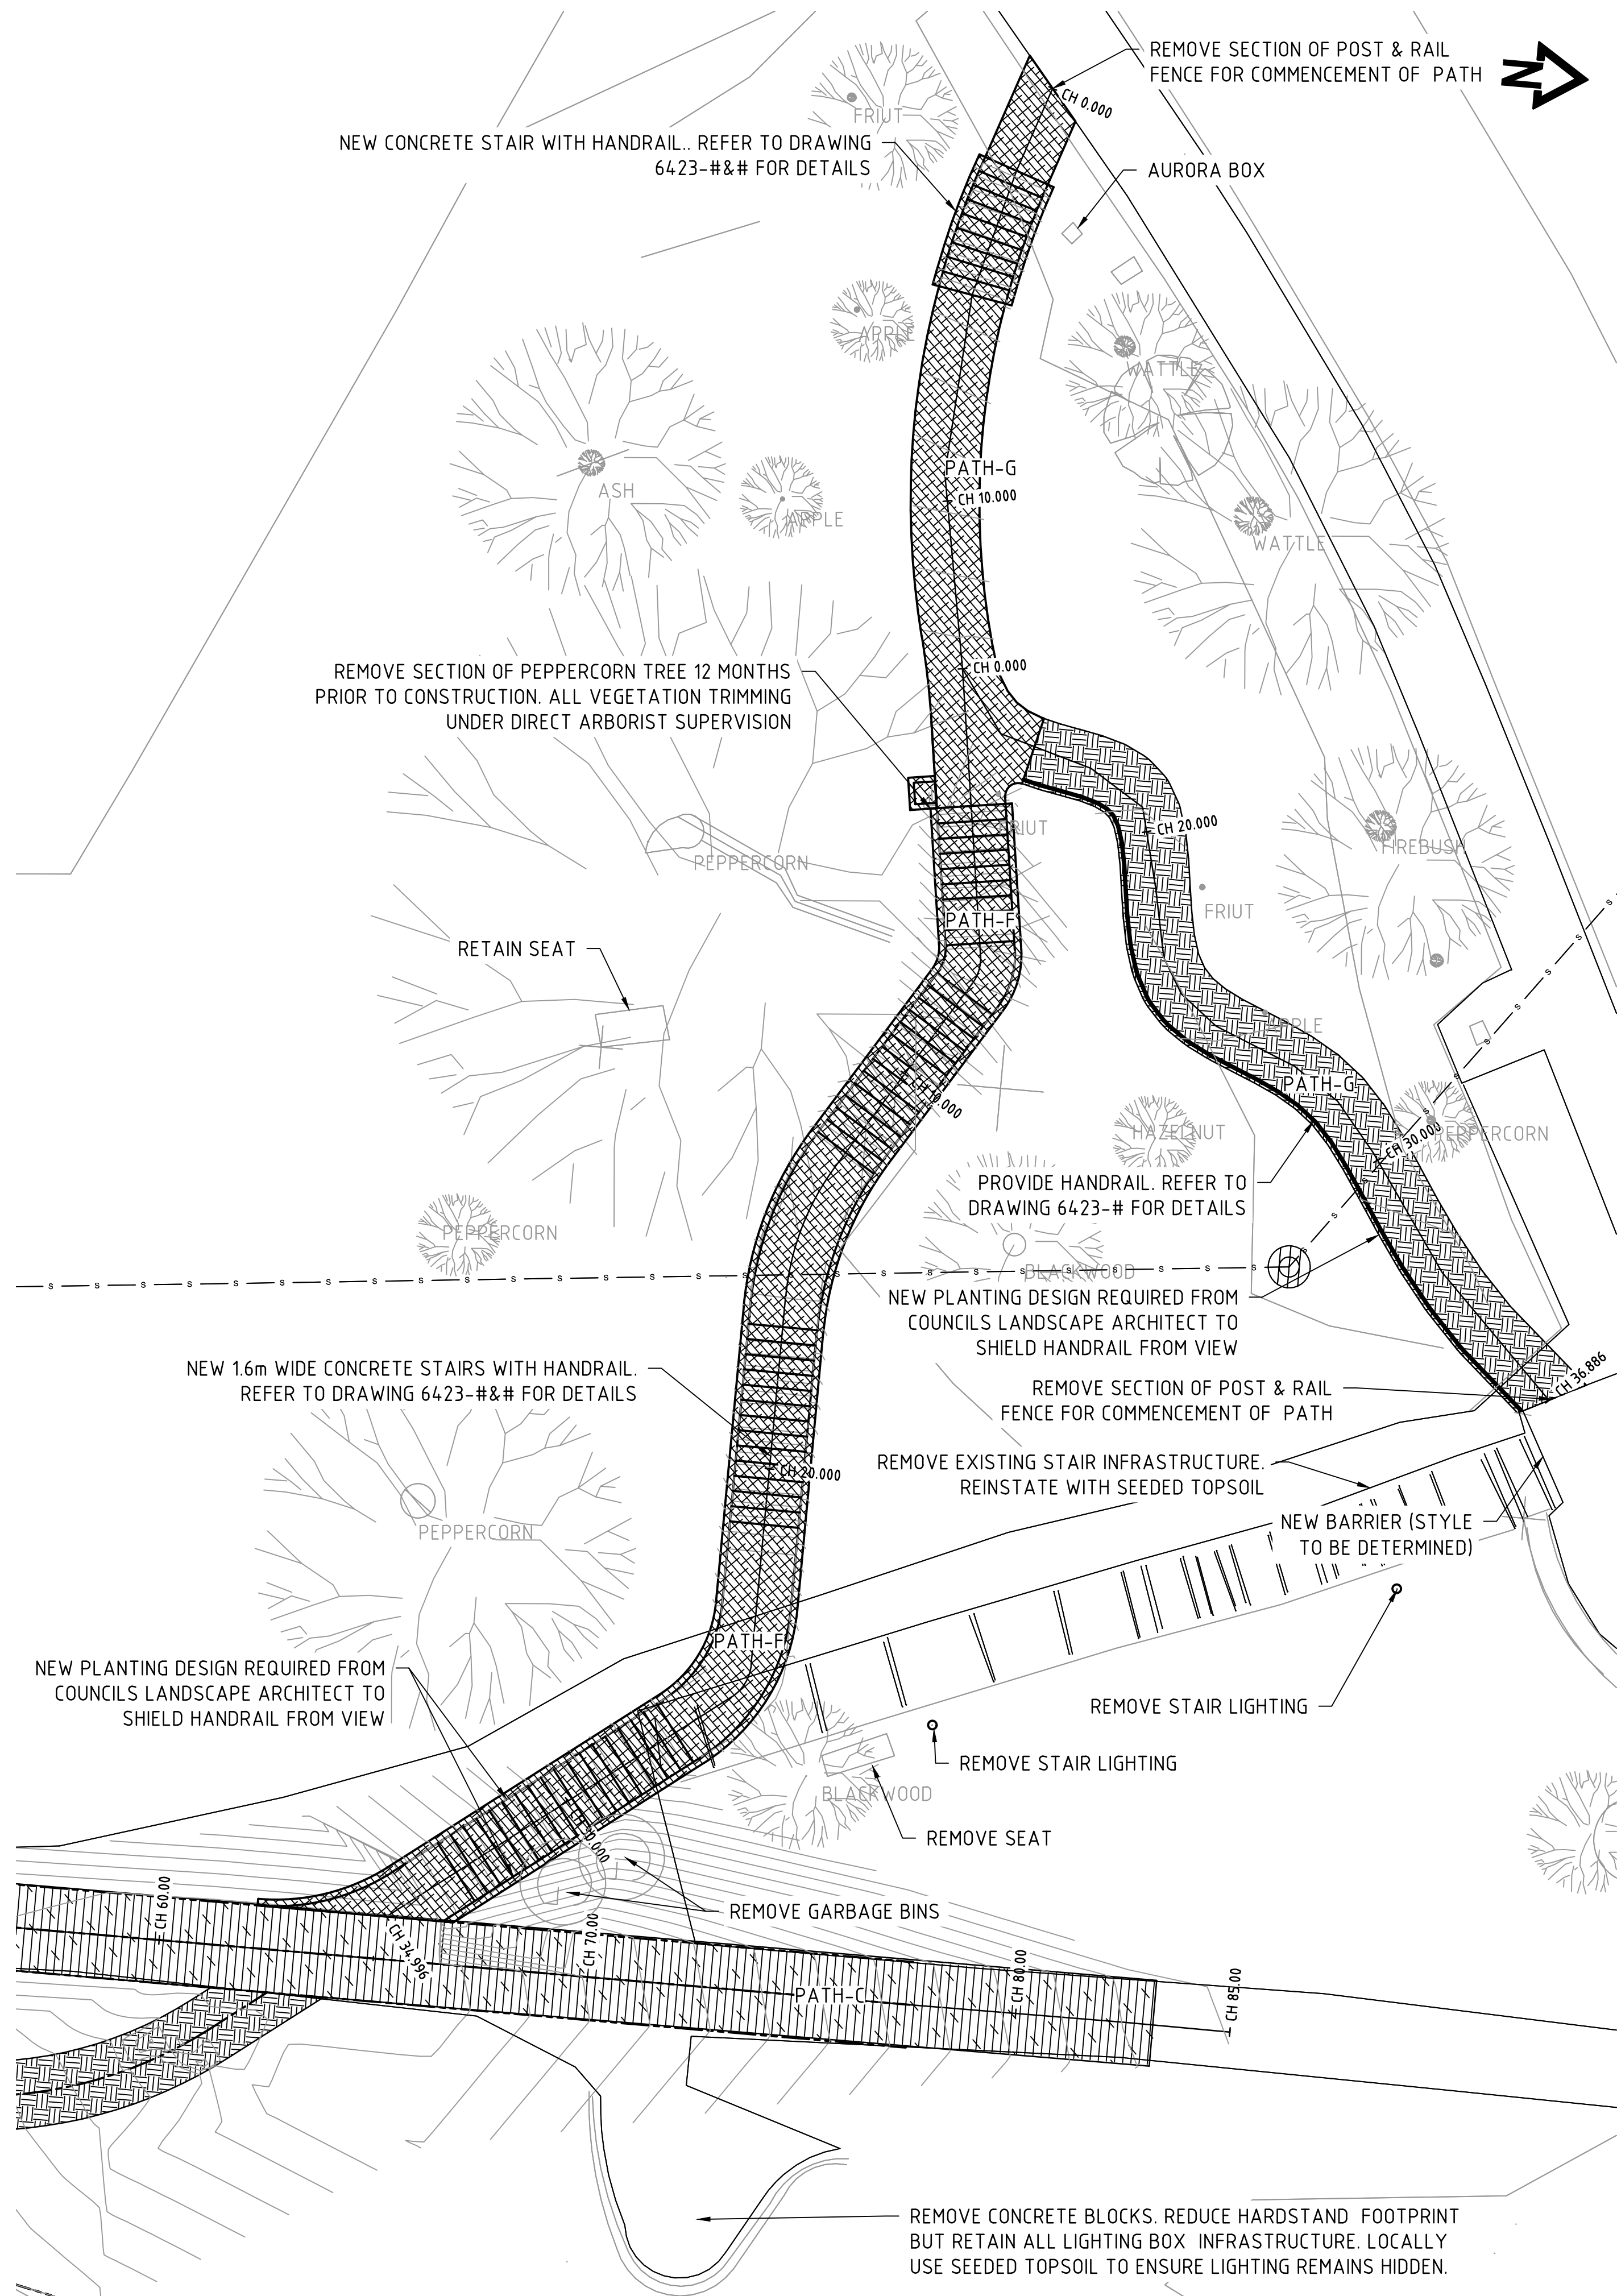 REMOVE SECTION OF POST & RAIL
FENCE FOR COMMENCEMENT OF PATH
N
CH 0.000
FRIUT
NEW CONCRETE STAIR WITH HANDRAIL.. REFER TO DRAWING
6423-#&# FOR DETAILS
AURORA BOX
APPLE
WATTLE
PATH-G
CH 10.000
ASH
APPLE
WATTLE
REMOVE SECTION OF PEPPERCORN TREE 12 MONTHS
PRIOR TO CONSTRUCTION. ALL VEGETATION TRIMMING
UNDER DIRECT ARBORIST SUPERVISION
CH 0.000
FRIUT
CH 20.000
FIREBUSH
PEPPERCORN
PATH-F
FRIUT
RETAIN SEAT
APPLE
PATH-G
HAZELNUT
CH 30.000
PEPPERCORN
PROVIDE HANDRAIL. REFER TO
DRAWING 6423-# FOR DETAILS
PEPPERCORN
BLACKWOOD
S S S S S S S S S S S S S S
NEW PLANTING DESIGN REQUIRED FROM
COUNCILS LANDSCAPE ARCHITECT TO
SHIELD HANDRAIL FROM VIEW
NEW 1.6m WIDE CONCRETE STAIRS WITH HANDRAIL.
REFER TO DRAWING 6423-#&# FOR DETAILS
CH 36.886
REMOVE SECTION OF POST & RAIL
FENCE FOR COMMENCEMENT OF PATH
CH 20.000
REMOVE EXISTING STAIR INFRASTRUCTURE.
REINSTATE WITH SEEDED TOPSOIL
PEPPERCORN
NEW BARRIER (STYLE
TO BE DETERMINED)
PATH-F
NEW PLANTING DESIGN REQUIRED FROM
COUNCILS LANDSCAPE ARCHITECT TO
SHIELD HANDRAIL FROM VIEW
REMOVE STAIR LIGHTING
REMOVE STAIR LIGHTING
BLACKWOOD
REMOVE SEAT
CH 60.00
REMOVE GARBAGE BINS
CH 34.996
CH 70.00
PATH-C
CH 80.00
CH 85.00
REMOVE CONCRETE BLOCKS. REDUCE HARDSTAND FOOTPRINT
BUT RETAIN ALL LIGHTING BOX INFRASTRUCTURE. LOCALLY
USE SEEDED TOPSOIL TO ENSURE LIGHTING REMAINS HIDDEN.